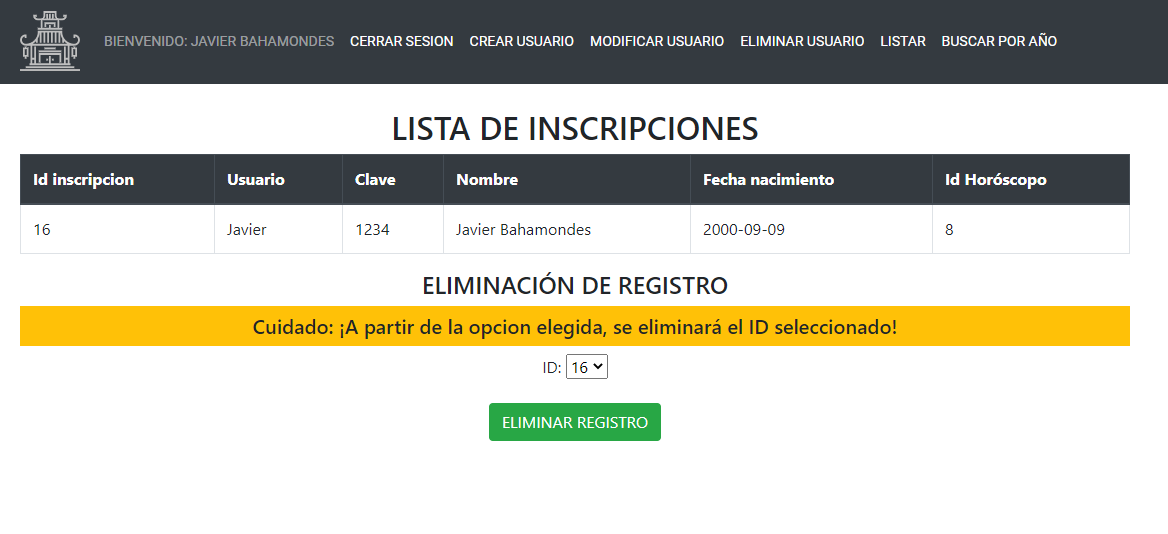 BIENVENIDO: JAVIER BAHAMONDES CERRAR SESION CREAR USUARIO MODIFICAR USUARIO ELIMINAR USUARIO LISTAR BUSCAR POR AÑO
LISTA DE INSCRIPCIONES
Id inscripcion Usuario Clave Nombre Fecha nacimiento Id Horóscopo
16 Javier 1234 Javier Bahamondes 2000-09-09 8
ELIMINACIÓN DE REGISTRO
Cuidado: ¡A partir de la opcion elegida, se eliminará el ID seleccionado!
ID: 16
ELIMINAR REGISTRO